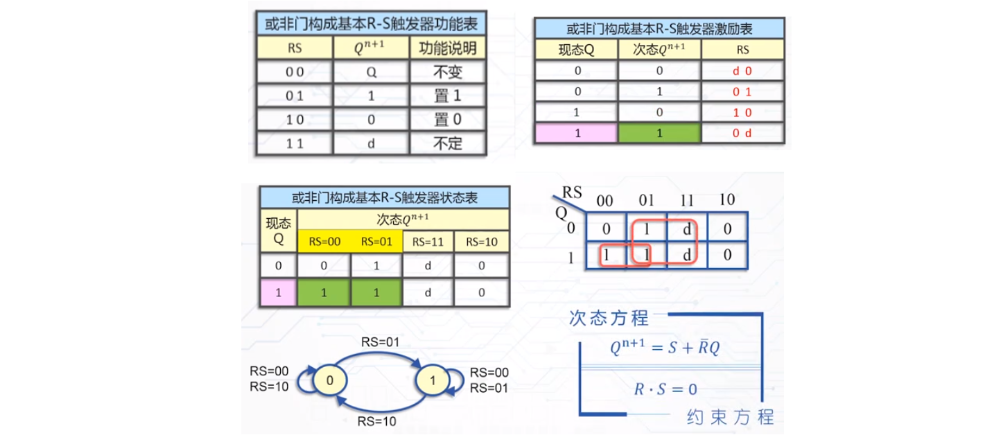 或非门构成基本R-S触发器功能表
RS Qⁿ⁺¹ 功能说明
0 0 Q 不变
0 1 1 置 1
1 0 0 置 0
1 1 d 不定
或非门构成基本R-S触发器激励表
现态Q 次态Qⁿ⁺¹ RS
0 0 d 0
0 1 0 1
1 0 1 0
1 1 0 d
或非门构成基本R-S触发器状态表
现态 Q 次态Qⁿ⁺¹
RS=00 RS=01 RS=11 RS=10
0 0 1 d 0
1 1 1 d 0
RS 00 01 11 10
Q
0 0 1 d 0
1 1 1 d 0
RS=01
RS=00
RS=10
0 1
RS=00
RS=01
RS=10
次态方程
Qⁿ⁺¹ = S + R̄Q
R · S = 0
约束方程